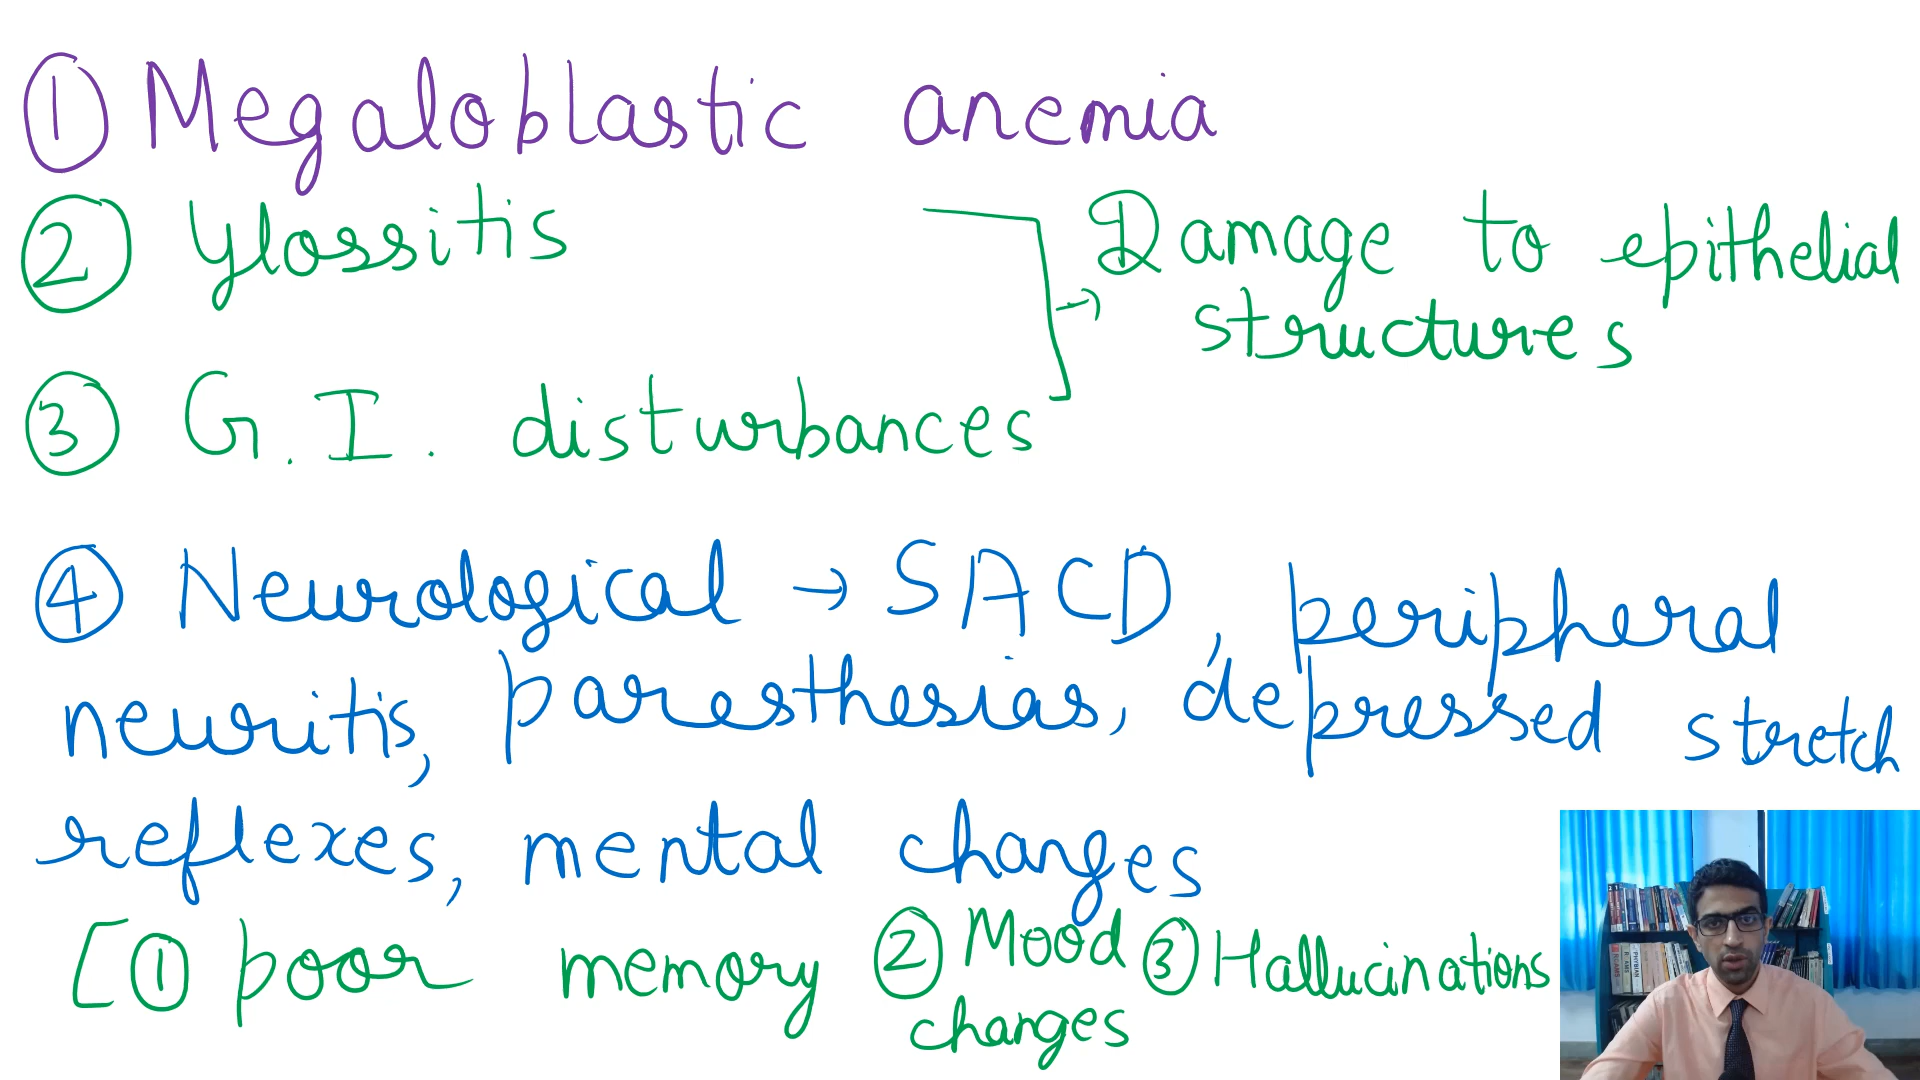 ① Megaloblastic anemia
② Glossitis
Damage to epithelial
structures
③ G.I. disturbances
④ Neurological → SACD, peripheral
neuritis, paresthesias, depressed stretch
reflexes, mental changes
[① poor memory ② Mood changes ③ Hallucinations